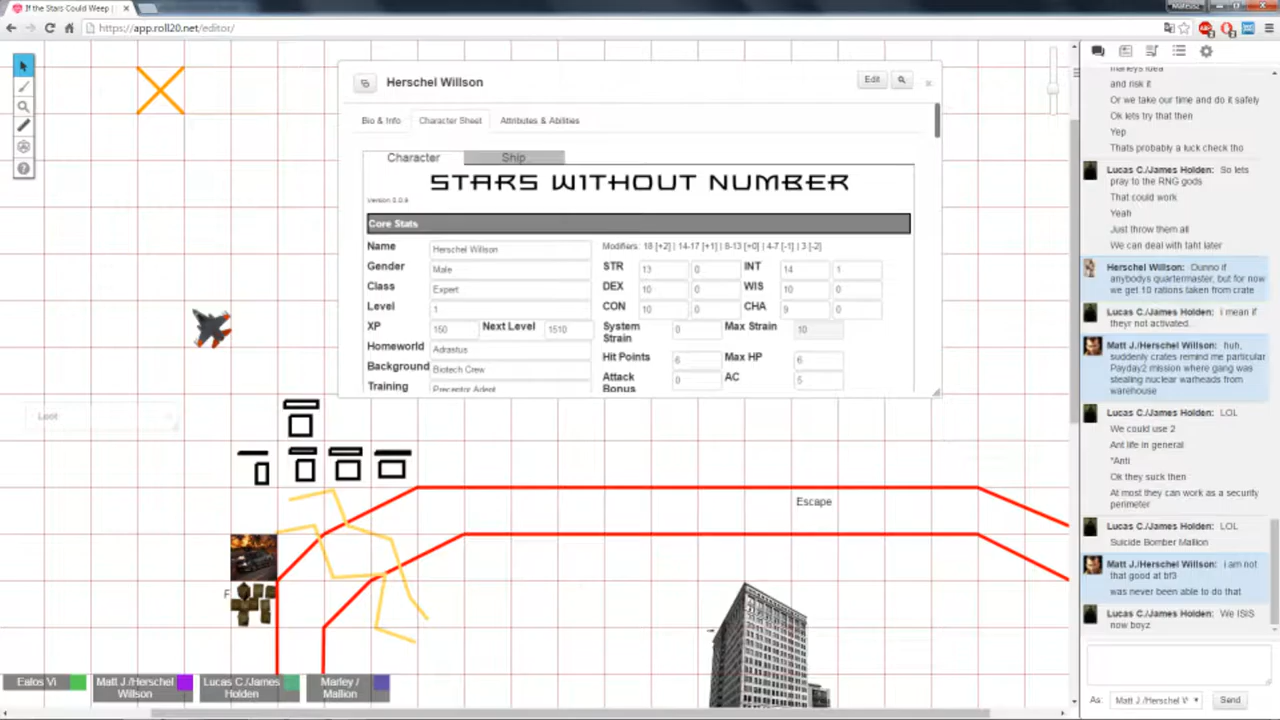 If the Stars Could Weep |
Mateusz
https://app.roll20.net/editor/
Herschel Willson
Edit
Bio & Info
Character Sheet
Attributes & Abilities
Character
Ship
STARS WITHOUT NUMBER
Core Stats
Name
Herschel Willson
Modifiers: 18 [+2] | 14-17 [+1] | 8-13 [+0] | 4-7 [-1] | 3 [-2]
Gender
Male
STR
13
0
INT
14
1
Class
Expert
DEX
10
0
WIS
10
0
Level
1
CON
10
0
CHA
9
0
XP
150
Next Level
1510
System Strain
0
Max Strain
10
Homeworld
Adrastus
Hit Points
6
Max HP
6
Background
Biotech Crew
Attack Bonus
0
AC
5
Training
Preceptor Adept
Loot
Escape
F
Ealos Vi
Matt J./Herschel
Willson
Lucas C./James
Holden
Marley /
Mallion
marleys idea
and risk it
Or we take our time and do it safely
Ok lets try that then
Yep
Thats probably a luck check tho
Lucas C./James Holden: So lets
pray to the RNG gods
That could work
Yeah
Just throw them all
We can deal with taht later
Herschel Willson: Dunno if
anybodys quartermaster, but for now
we get 10 rations taken from crate
Lucas C./James Holden: i mean if
theyr not activated...
Matt J./Herschel Willson: huh,
suddenly crates remind me particular
Payday2 mission where gang was
stealing nuclear warheads from
warehouse
Lucas C./James Holden: LOL
We could use 2
Ant life in general
*Anti
Ok they suck then
At most they can work as a security
perimeter
Lucas C./James Holden: LOL
Suicide Bomber Mallion
Matt J./Herschel Willson: i am not
that good at bf3
was never been able to do that
Lucas C./James Holden: We ISIS
now boyz
As:
Matt J./Herschel W
Send